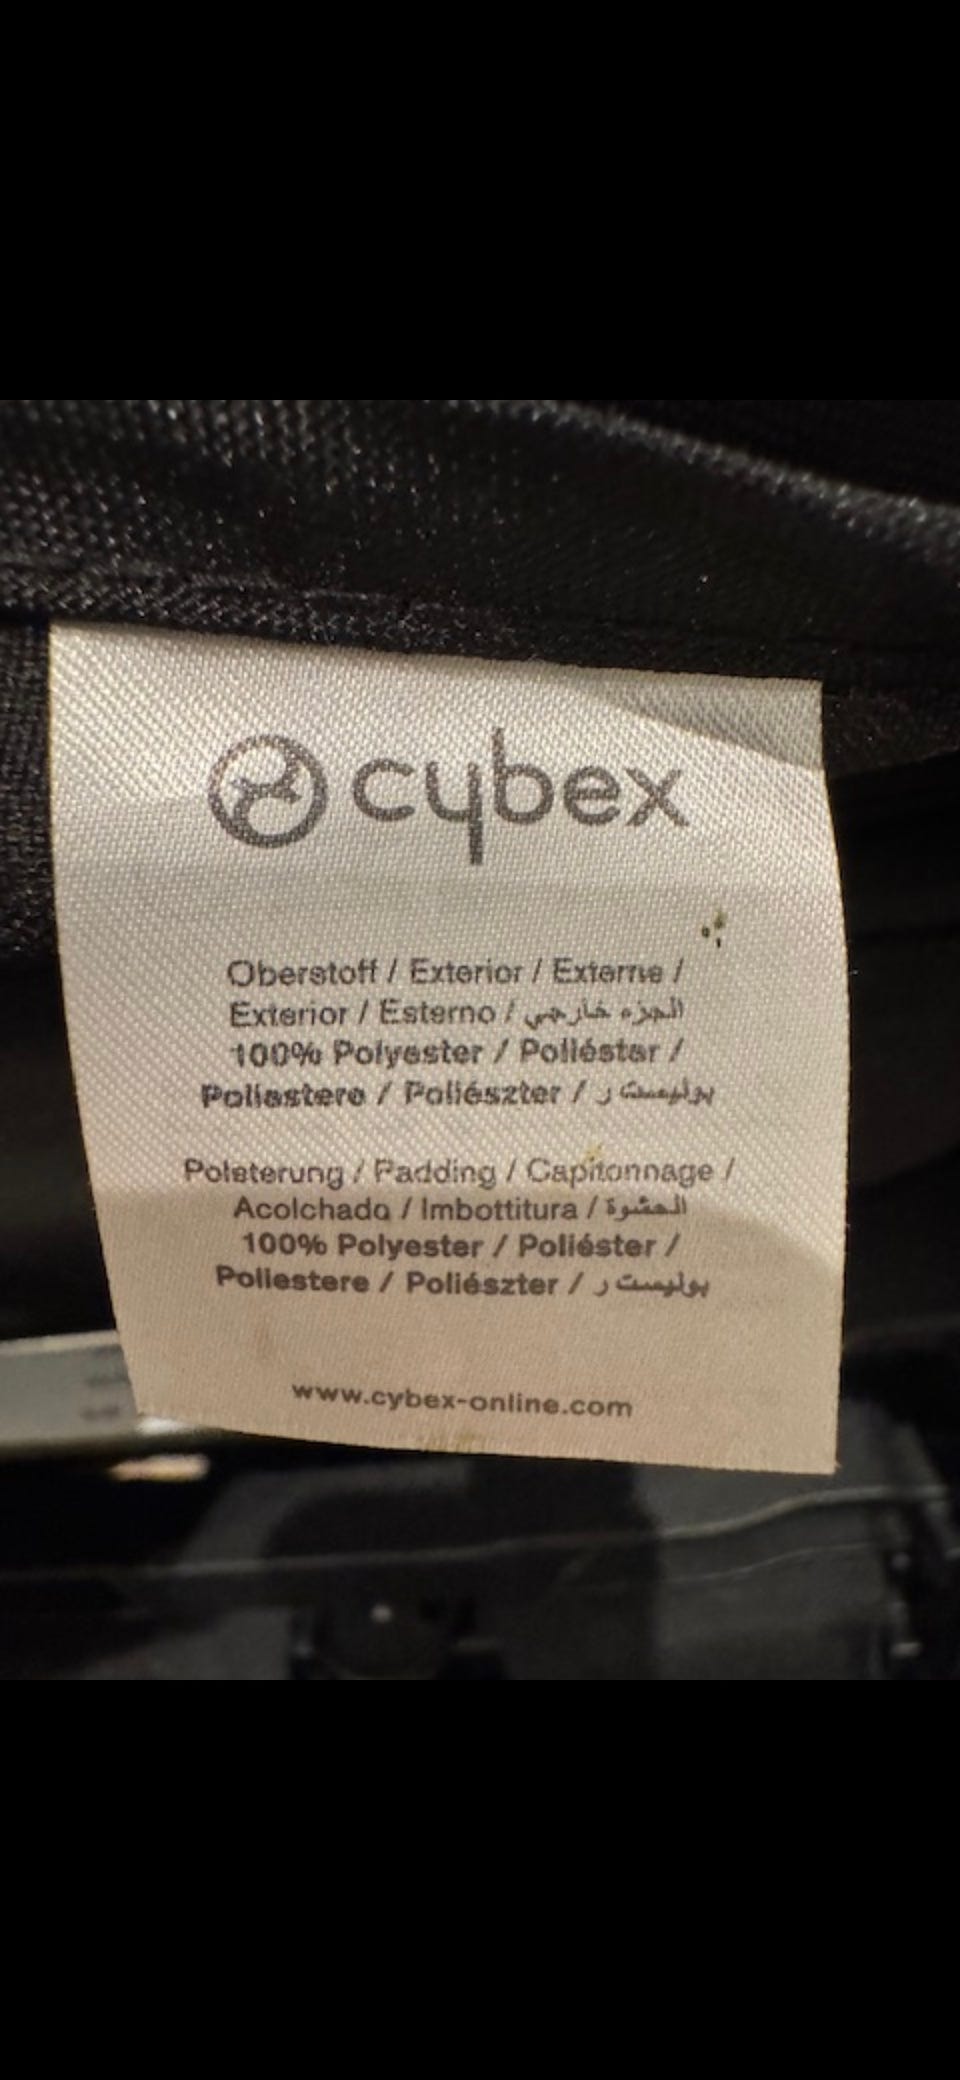 cybex
Oberstoff / Exterior / Externe /
Exterior / Esterno / الجزء خارجي
100% Polyester / Poliéster /
Poliestere / Poliészter / بوليست ر
Polsterung / Padding / Capitonnage /
Acolchado / Imbottitura / الحشوة
100% Polyester / Poliéster /
Poliestere / Poliészter / بوليست ر
www.cybex-online.com